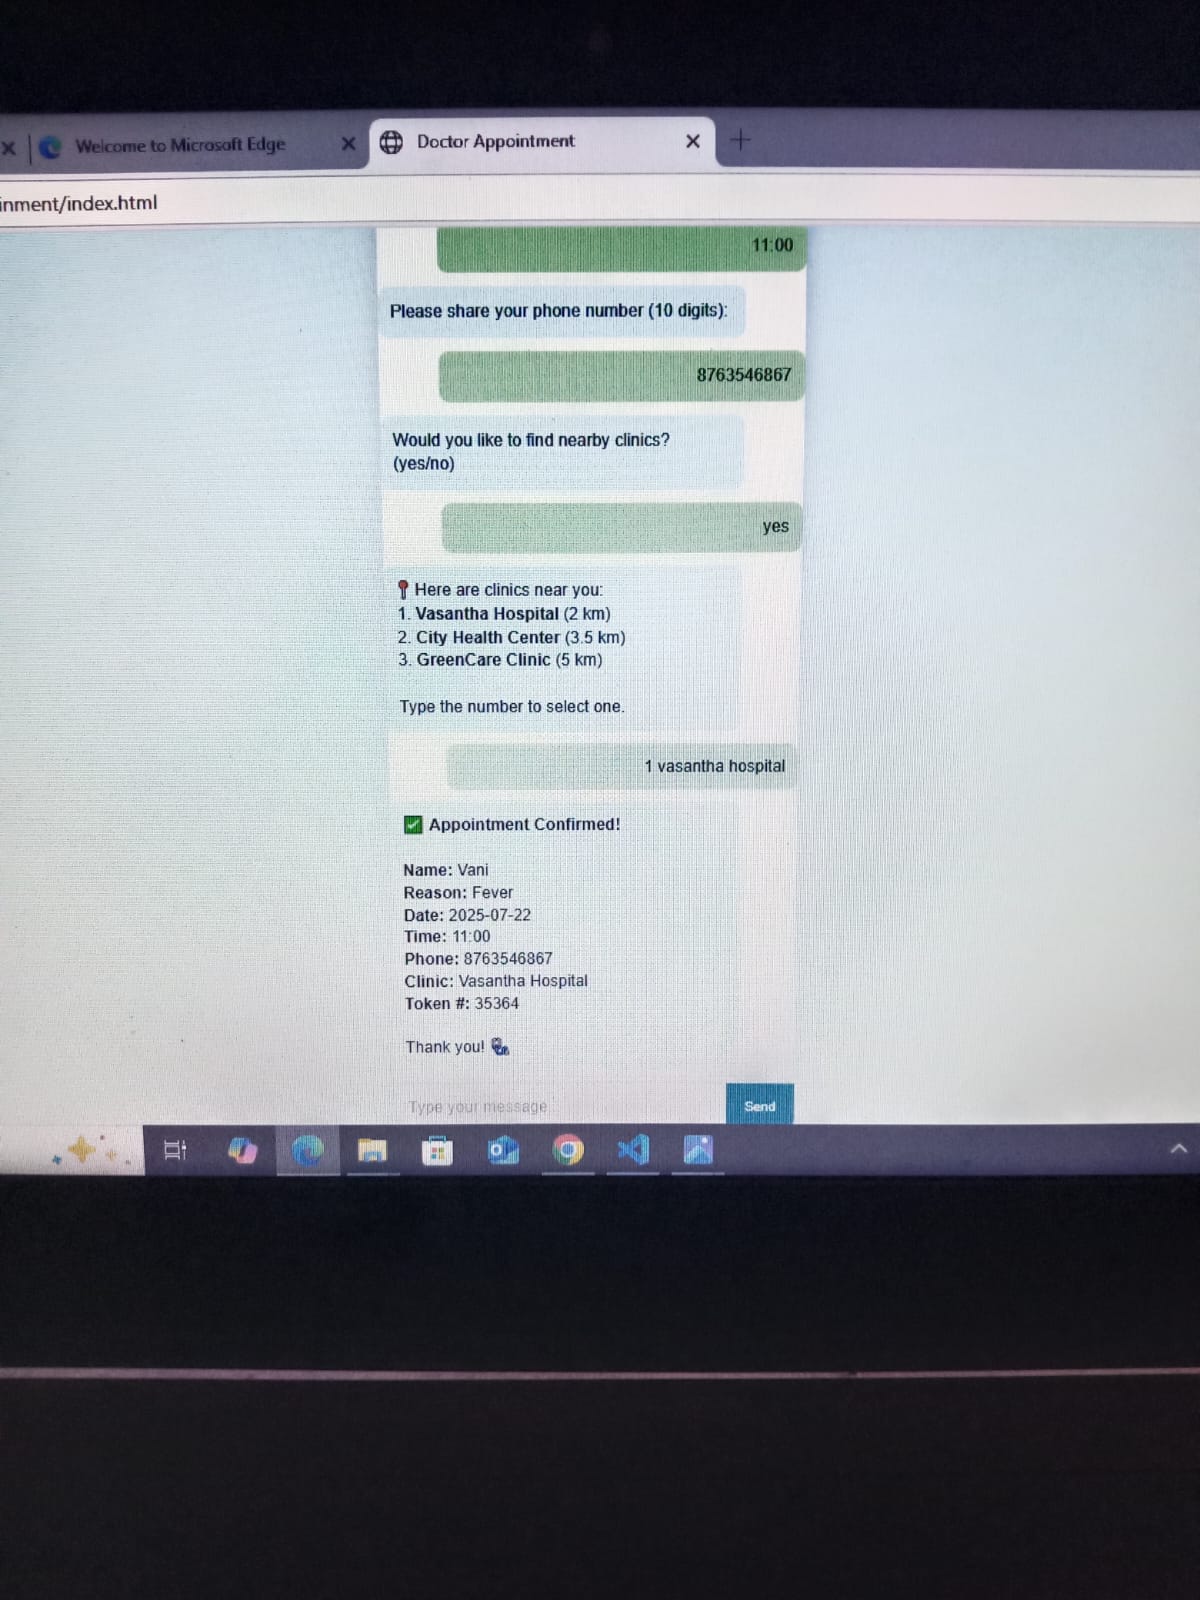 Welcome to Microsoft Edge
Doctor Appointment
inment/index.html
11:00
Please share your phone number (10 digits):
8763546867
Would you like to find nearby clinics?
(yes/no)
yes
📍 Here are clinics near you:
1. Vasantha Hospital (2 km)
2. City Health Center (3.5 km)
3. GreenCare Clinic (5 km)
Type the number to select one.
1 vasantha hospital
✅ Appointment Confirmed!
Name: Vani
Reason: Fever
Date: 2025-07-22
Time: 11:00
Phone: 8763546867
Clinic: Vasantha Hospital
Token #: 35364
Thank you!
Type your message
Send